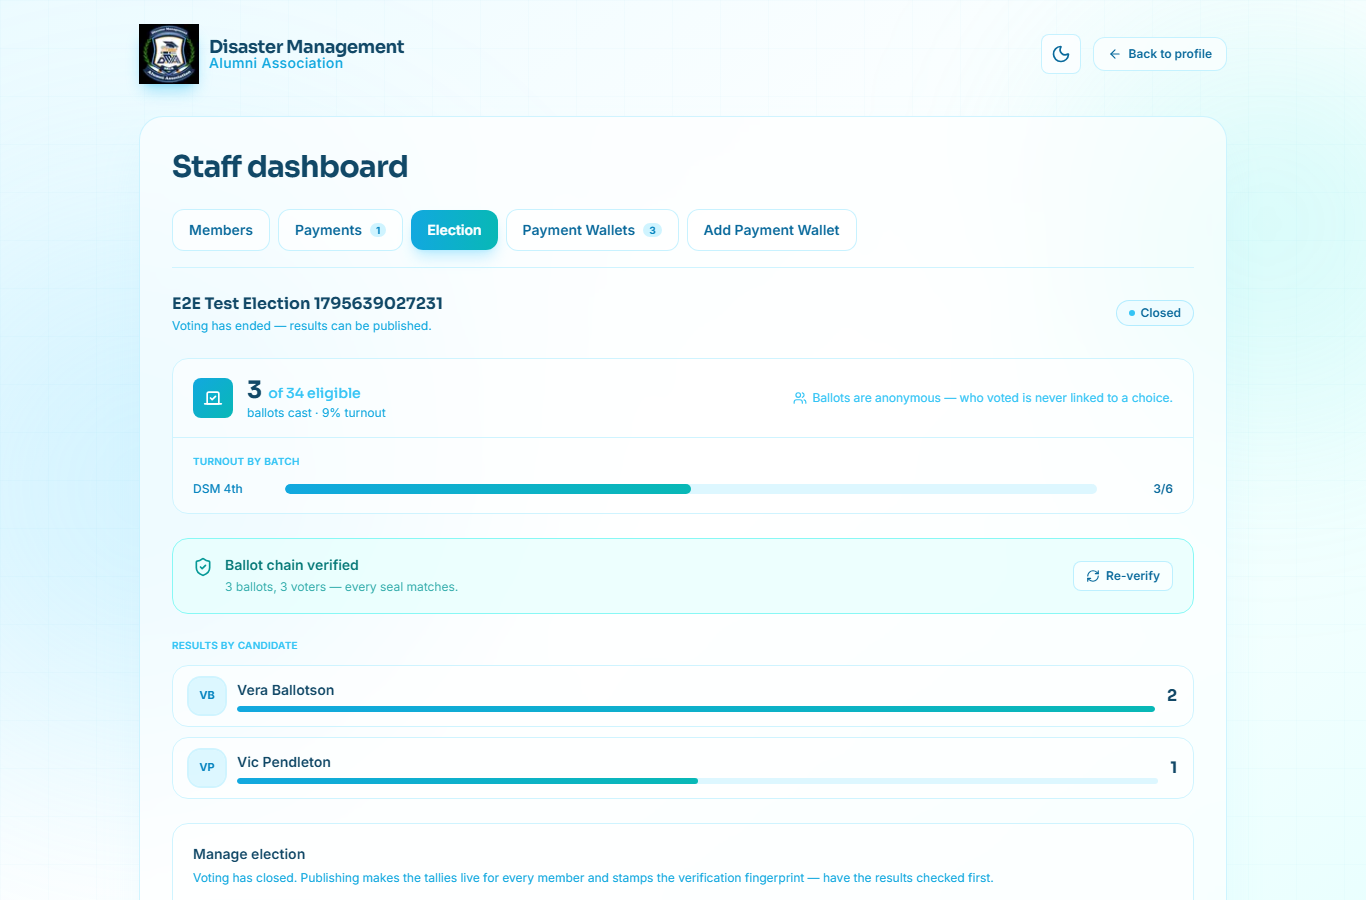 Disaster Management
Alumni Association
Back to profile
Staff dashboard
Members
Payments 1
Election
Payment Wallets 3
Add Payment Wallet
E2E Test Election 1795639027231
Voting has ended — results can be published.
Closed
3 of 34 eligible
ballots cast · 9% turnout
Ballots are anonymous — who voted is never linked to a choice.
TURNOUT BY BATCH
DSM 4th
3/6
Ballot chain verified
3 ballots, 3 voters — every seal matches.
Re-verify
RESULTS BY CANDIDATE
VB
Vera Ballotson
2
VP
Vic Pendleton
1
Manage election
Voting has closed. Publishing makes the tallies live for every member and stamps the verification fingerprint — have the results checked first.